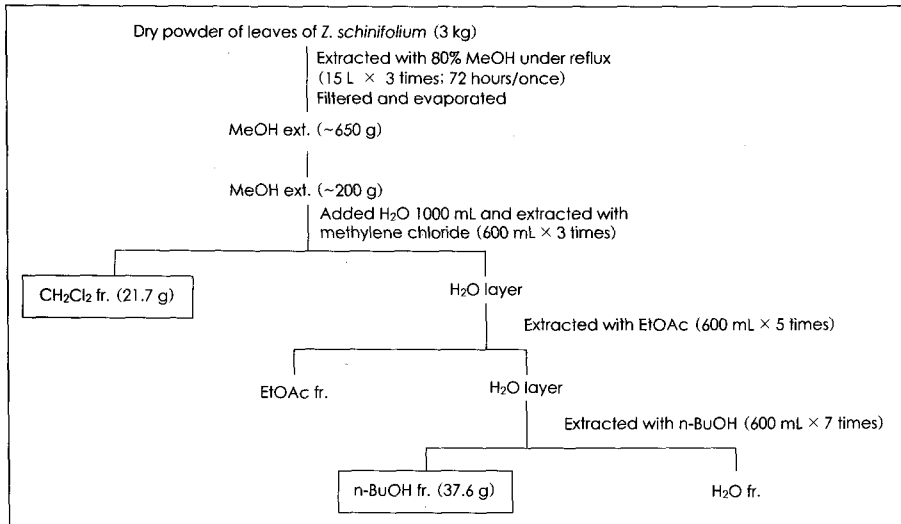 Dry powder of leaves of Z. schinifolium (3 kg)
Extracted with 80% MeOH under reflux
(15 L × 3 times; 72 hours/once)
Filtered and evaporated
MeOH ext. (~650 g)
MeOH ext. (~200 g)
Added H₂O 1000 mL and extracted with
methylene chloride (600 mL × 3 times)
CH₂Cl₂ fr. (21.7 g)
H₂O layer
Extracted with EtOAc (600 mL × 5 times)
EtOAc fr.
H₂O layer
Extracted with n-BuOH (600 mL × 7 times)
n-BuOH fr. (37.6 g)
H₂O fr.